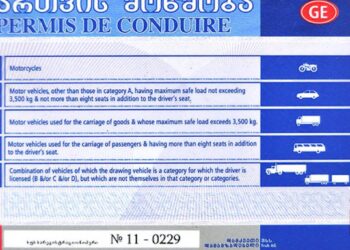 ართვის მოწმობა
GE
PERMIS DE CONDUIRE
Motorcycles
Motor vehicles, other than those in category A, having maximum safe load not exceeding
3,500 kg & not more than eight seats in addition to the driver's seat,
Motor vehicles used for the carriage of goods & whose maximum safe load exceeds 3,500 kg.
Motor vehicles used for the carriage of passengers & having more than eight seats in addition
to the driver's seat.
Combination of vehicles of which the drawing vehicle is a category for which the driver is
licensed (B &/or C &/or D), but which are not themselves in that category or categories.
№ 11 - 0229